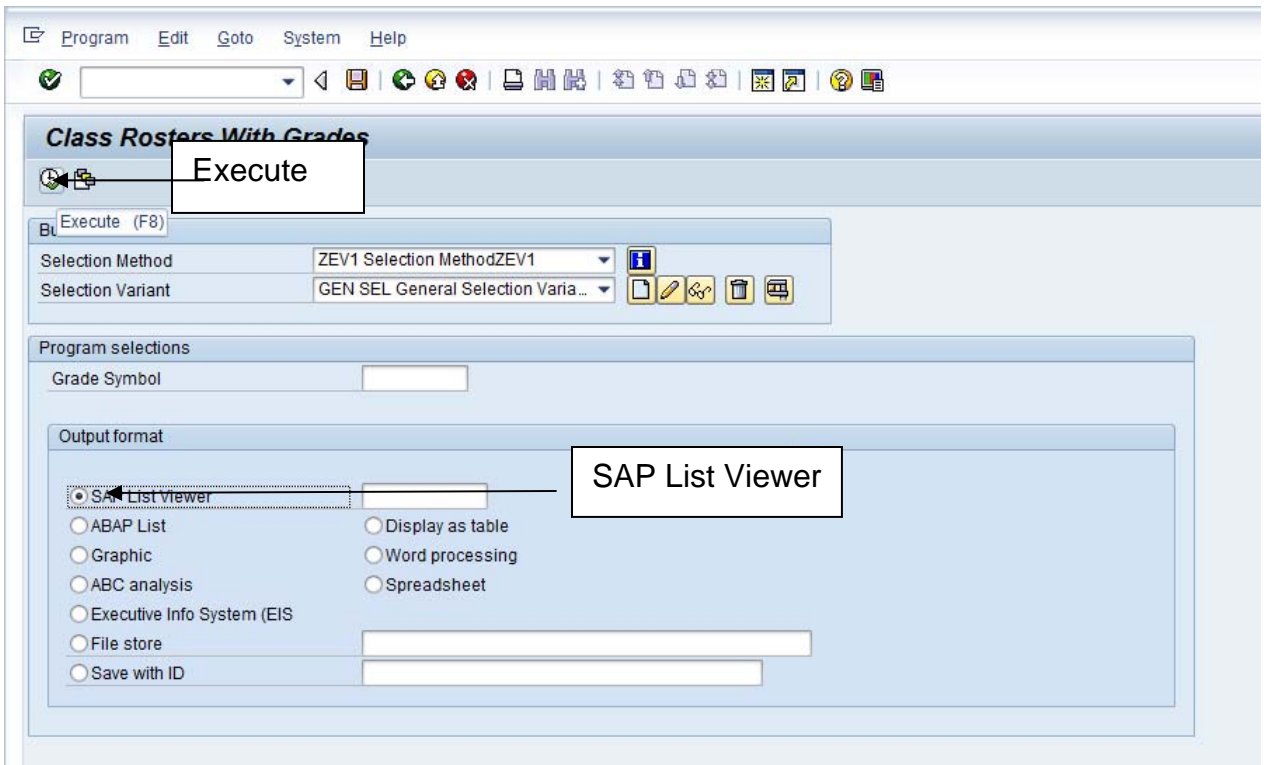 Program Edit Goto System Help
Class Rosters With Grades
Execute
Execute (F8)
Selection Method ZEV1 Selection MethodZEV1
Selection Variant GEN SEL General Selection Varia...
Program selections
Grade Symbol
Output format
SAP List Viewer
SAP List Viewer
ABAP List Display as table
Graphic Word processing
ABC analysis Spreadsheet
Executive Info System (EIS
File store
Save with ID